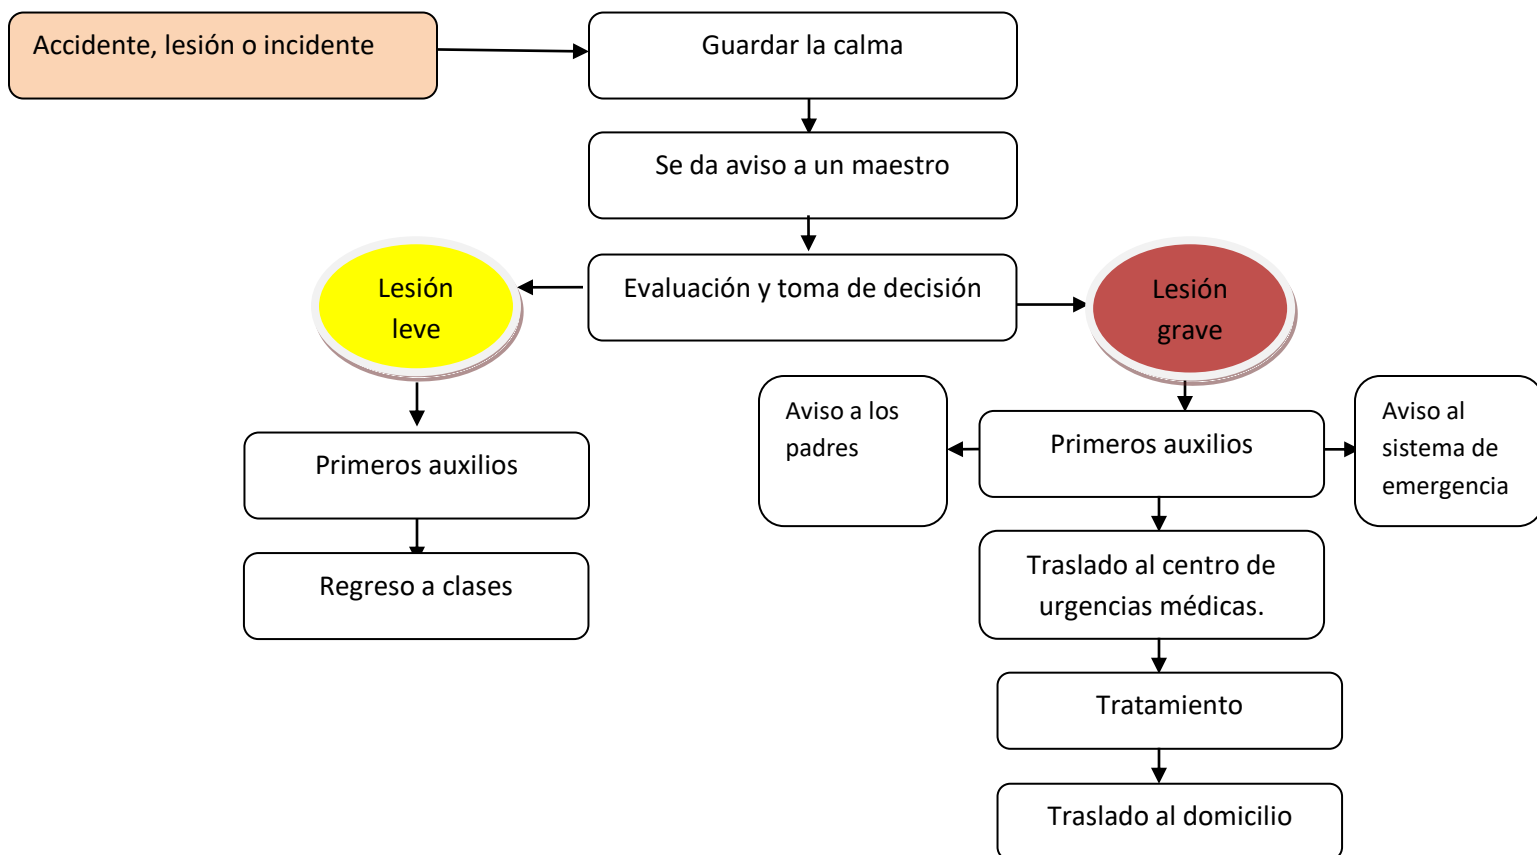 Accidente, lesión o incidente
Guardar la calma
Se da aviso a un maestro
Evaluación y toma de decisión
Lesión
leve
Lesión
grave
Primeros auxilios
Regreso a clases
Aviso a los
padres
Primeros auxilios
Aviso al
sistema de
emergencia
Traslado al centro de
urgencias médicas.
Tratamiento
Traslado al domicilio